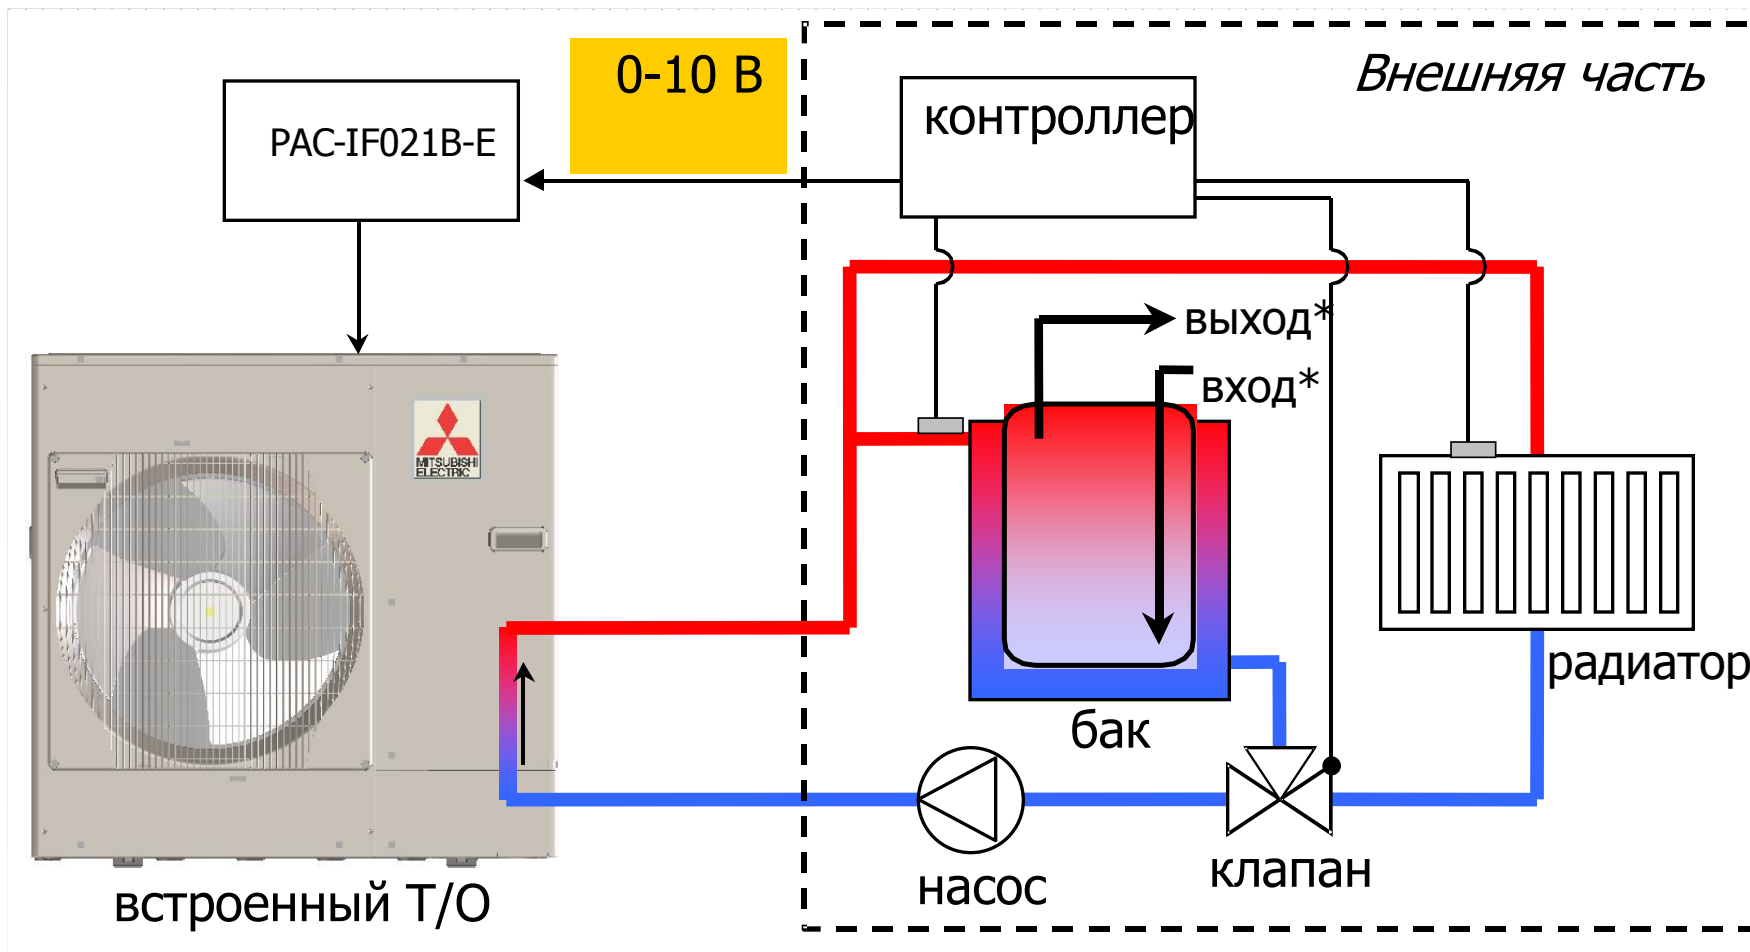 0-10 В
Внешняя часть
контроллер
PAC-IF021B-E
выход*
вход*
MITSUBISHI
ELECTRIC
радиатор
бак
клапан
насос
встроенный Т/О